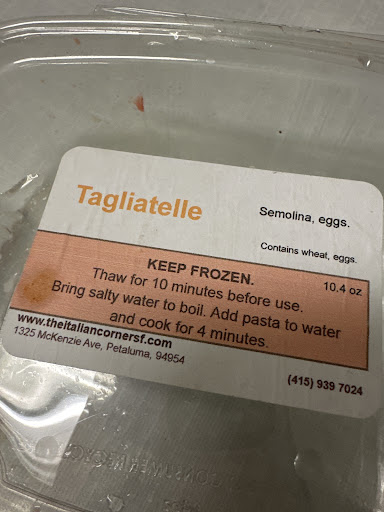 Tagliatelle
Semolina, eggs.
Contains wheat, eggs.
KEEP FROZEN.
10.4 oz
Thaw for 10 minutes before use.
Bring salty water to boil. Add pasta to water
and cook for 4 minutes.
www.theitaliancornersf.com
1325 McKenzie Ave, Petaluma, 94954
(415) 939 7024